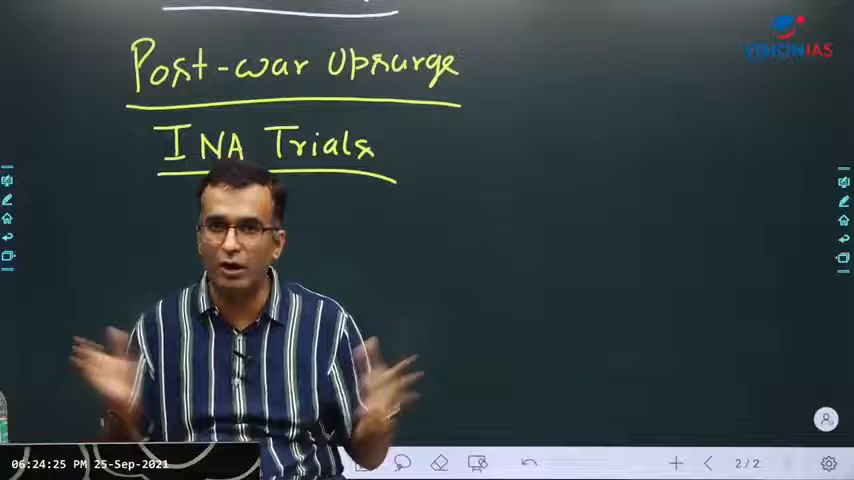 VISIONIAS
Post-war Upsurge
INA Trials
06:24:25 PM 25-Sep-2021
2/2